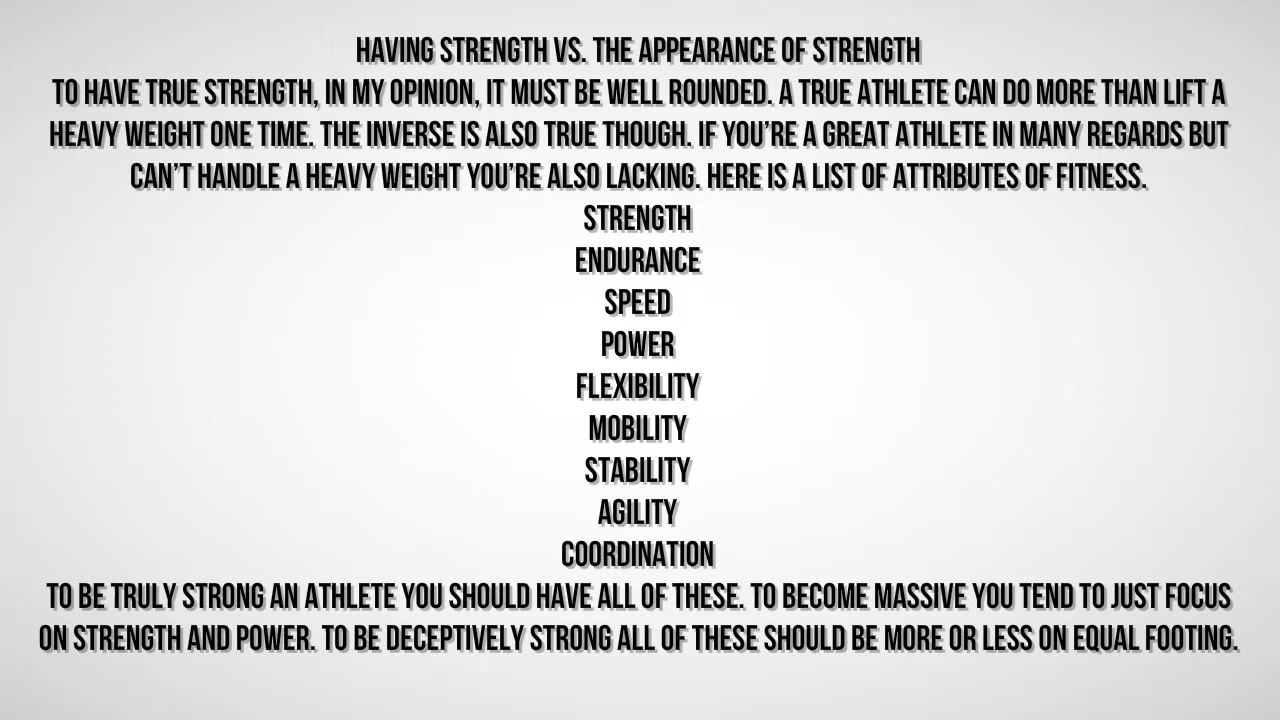 HAVING STRENGTH VS. THE APPEARANCE OF STRENGTH
TO HAVE TRUE STRENGTH, IN MY OPINION, IT MUST BE WELL ROUNDED. A TRUE ATHLETE CAN DO MORE THAN LIFT A
HEAVY WEIGHT ONE TIME. THE INVERSE IS ALSO TRUE THOUGH. IF YOU’RE A GREAT ATHLETE IN MANY REGARDS BUT
CAN’T HANDLE A HEAVY WEIGHT YOU’RE ALSO LACKING. HERE IS A LIST OF ATTRIBUTES OF FITNESS.
STRENGTH
ENDURANCE
SPEED
POWER
FLEXIBILITY
MOBILITY
STABILITY
AGILITY
COORDINATION
TO BE TRULY STRONG AN ATHLETE YOU SHOULD HAVE ALL OF THESE. TO BECOME MASSIVE YOU TEND TO JUST FOCUS
ON STRENGTH AND POWER. TO BE DECEPTIVELY STRONG ALL OF THESE SHOULD BE MORE OR LESS ON EQUAL FOOTING.